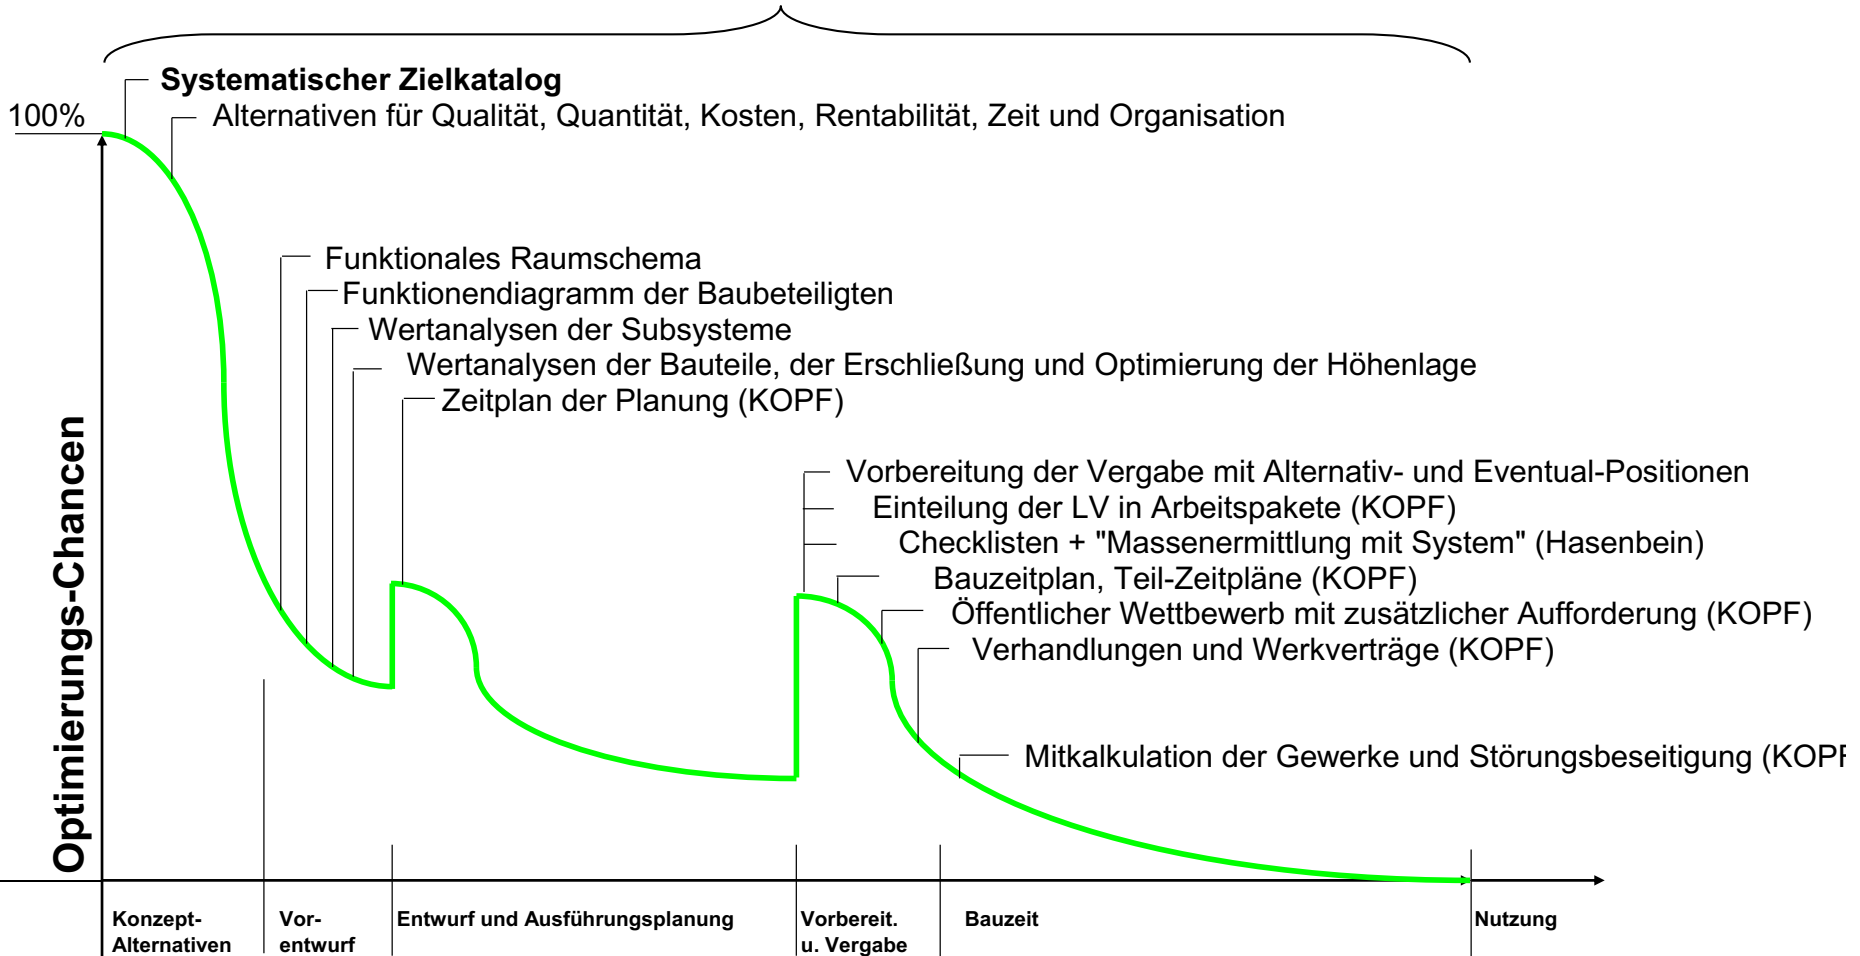 Systematischer Zielkatalog
100%
Alternativen für Qualität, Quantität, Kosten, Rentabilität, Zeit und Organisation
Funktionales Raumschema
Funktionendiagramm der Baubeteiligten
Wertanalysen der Subsysteme
Wertanalysen der Bauteile, der Erschließung und Optimierung der Höhenlage
Zeitplan der Planung (KOPF)
Optimierungs-Chancen
Vorbereitung der Vergabe mit Alternativ- und Eventual-Positionen
Einteilung der LV in Arbeitspakete (KOPF)
Checklisten + "Massenermittlung mit System" (Hasenbein)
Bauzeitplan, Teil-Zeitpläne (KOPF)
Öffentlicher Wettbewerb mit zusätzlicher Aufforderung (KOPF)
Verhandlungen und Werkverträge (KOPF)
Mitkalkulation der Gewerke und Störungsbeseitigung (KOPF
Konzept-
Alternativen
Vor-
entwurf
Entwurf und Ausführungsplanung
Vorbereit.
u. Vergabe
Bauzeit
Nutzung